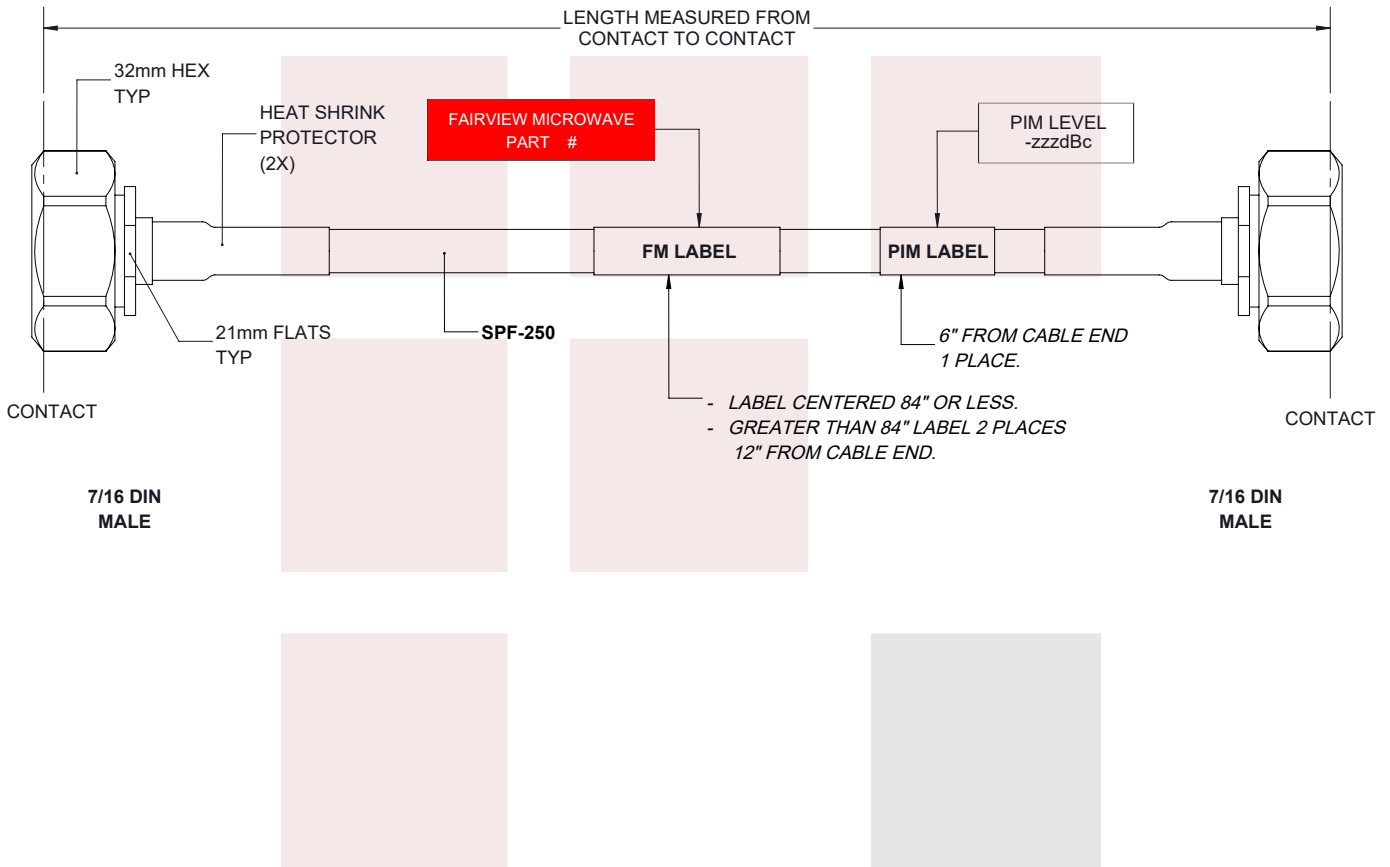 LENGTH MEASURED FROM
CONTACT TO CONTACT
32mm HEX
TYP
HEAT SHRINK
PROTECTOR
(2X)
FAIRVIEW MICROWAVE
PART #
PIM LEVEL
-zzzdBc
FM LABEL
PIM LABEL
21mm FLATS
TYP
SPF-250
6" FROM CABLE END
1 PLACE.
- LABEL CENTERED 84" OR LESS.
- GREATER THAN 84" LABEL 2 PLACES
12" FROM CABLE END.
CONTACT
CONTACT
7/16 DIN
MALE
7/16 DIN
MALE